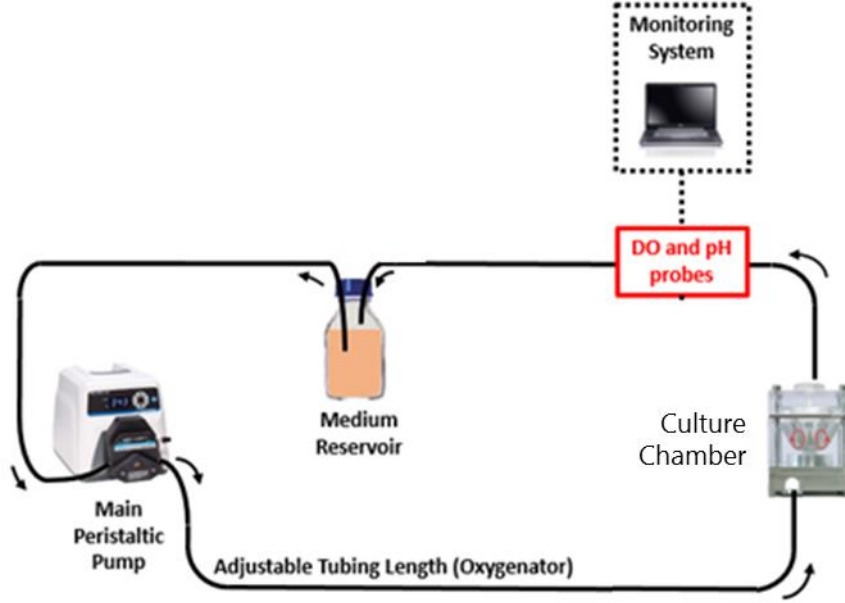 Monitoring
System
DO and pH
probes
Medium
Reservoir
Culture
Chamber
Main
Peristaltic
Pump
Adjustable Tubing Length (Oxygenator)